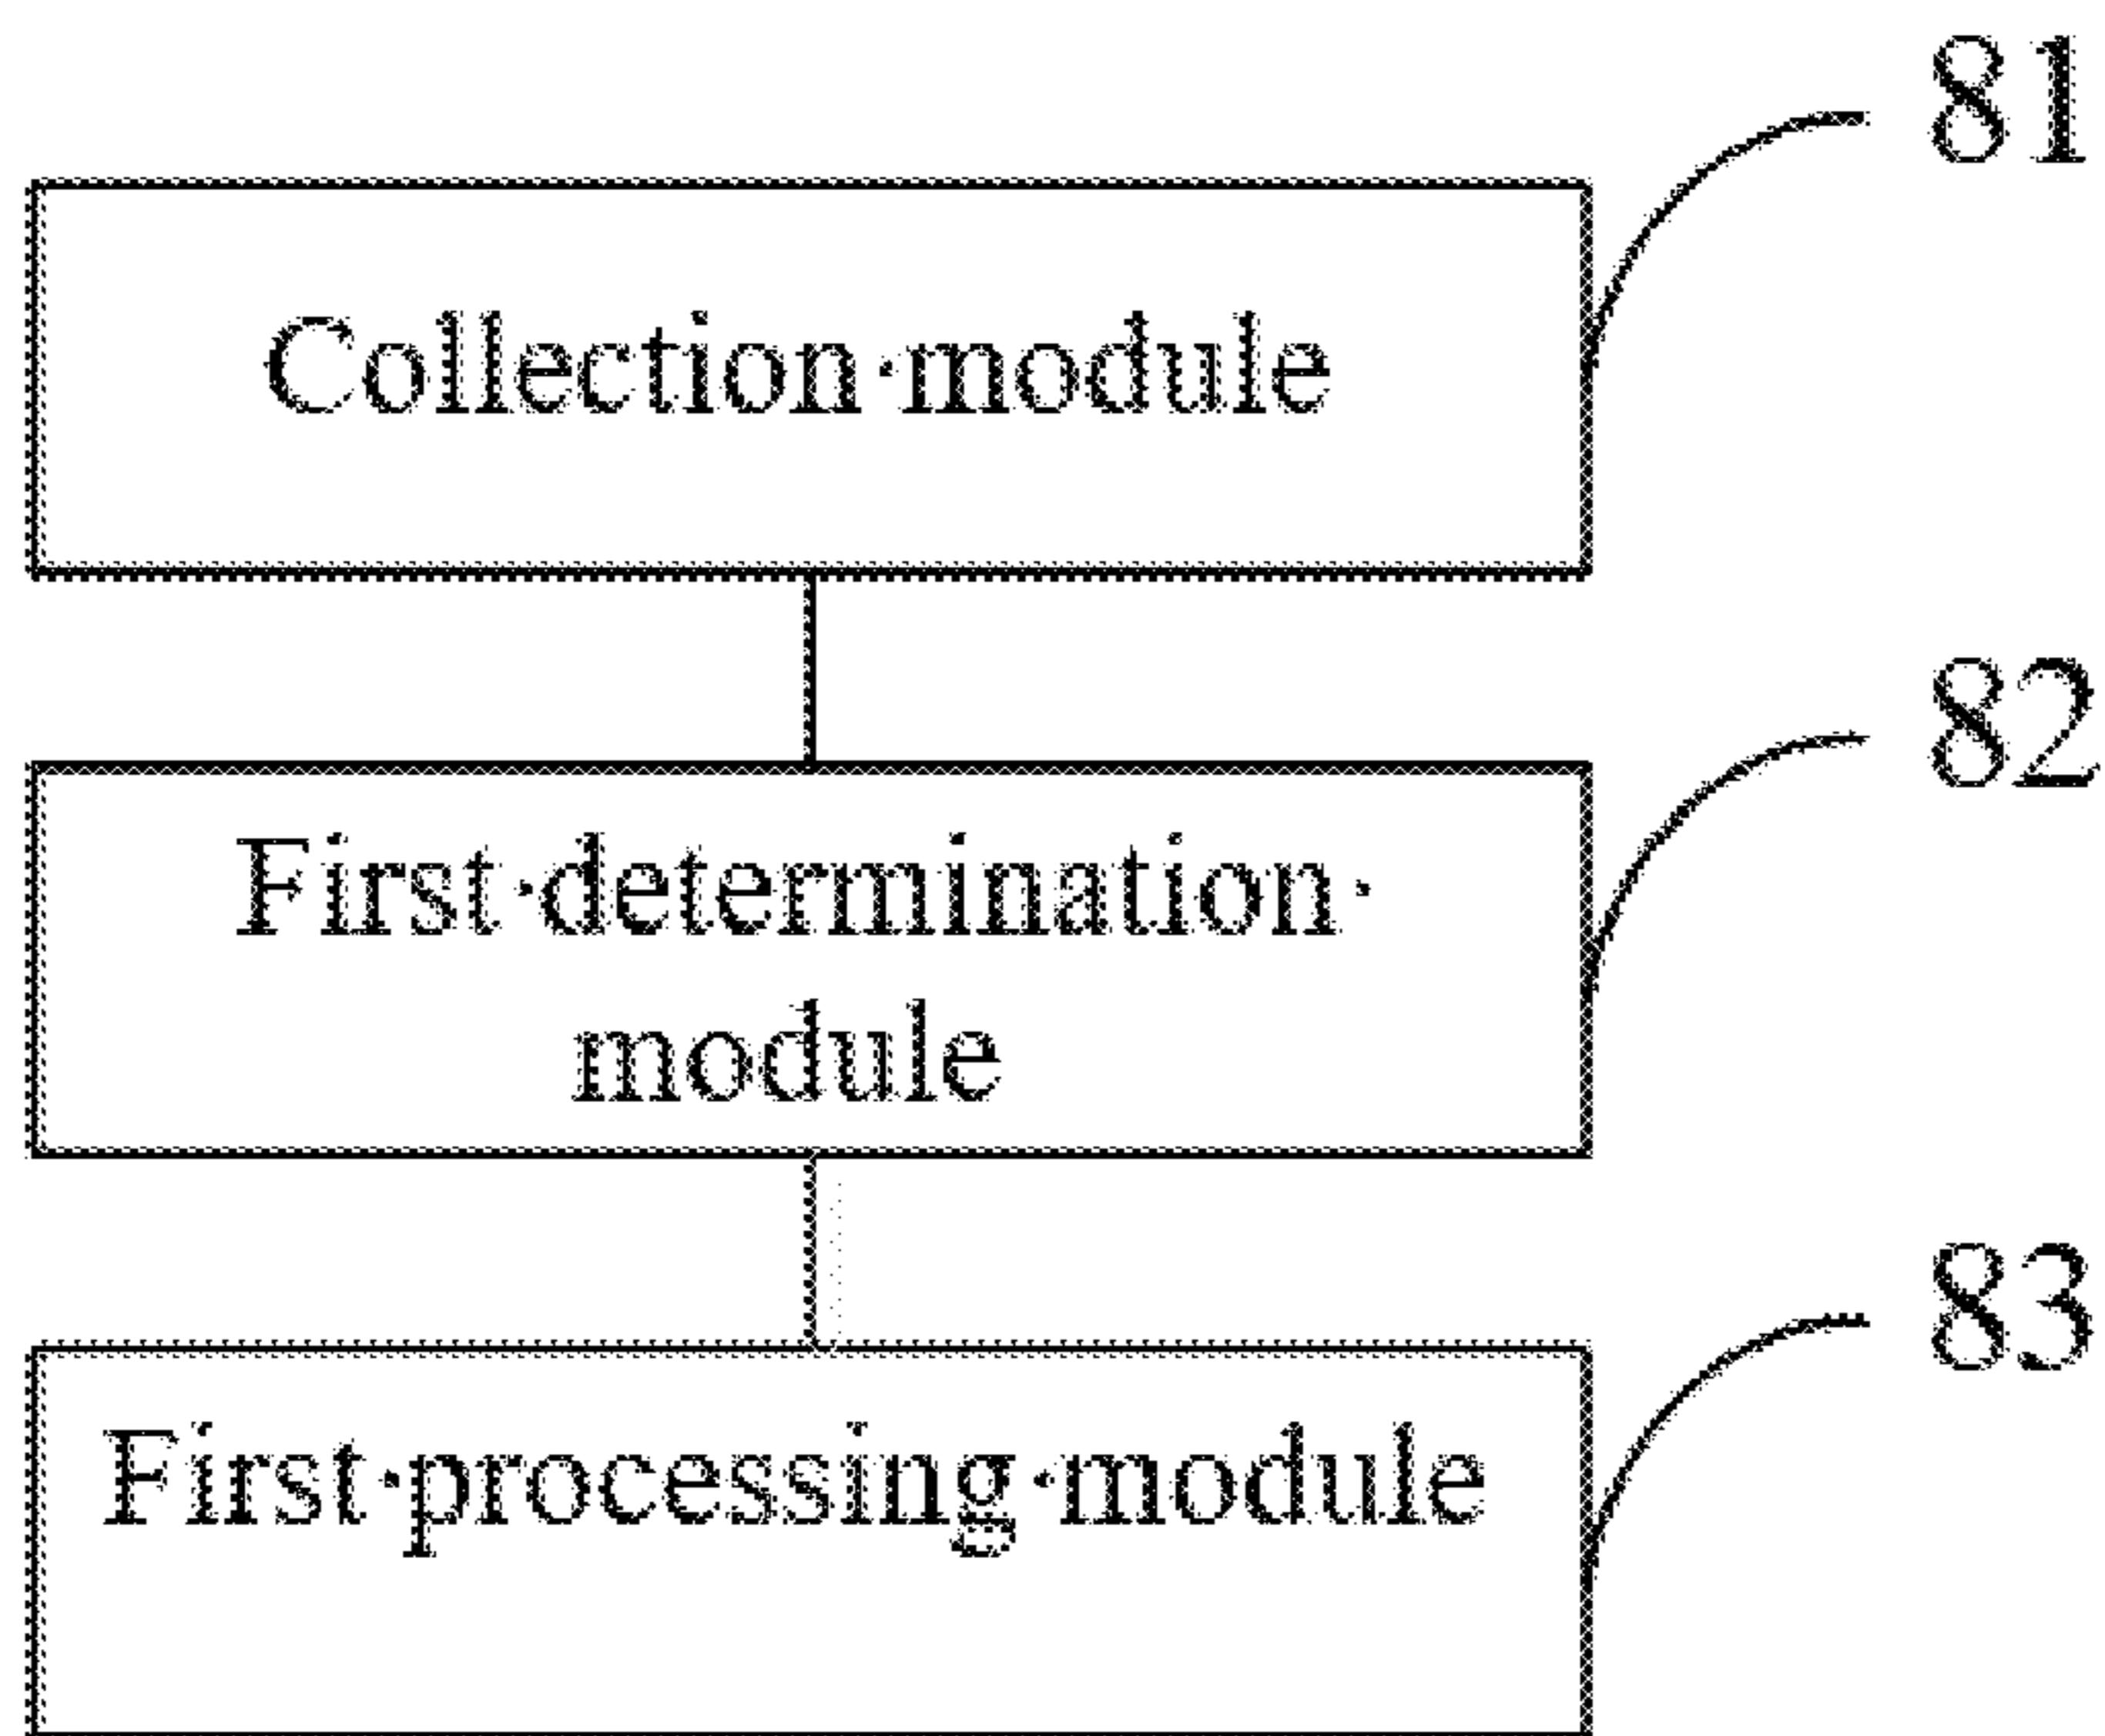 81
Collection·module
82
First·determination·
module
83
First·processing·module